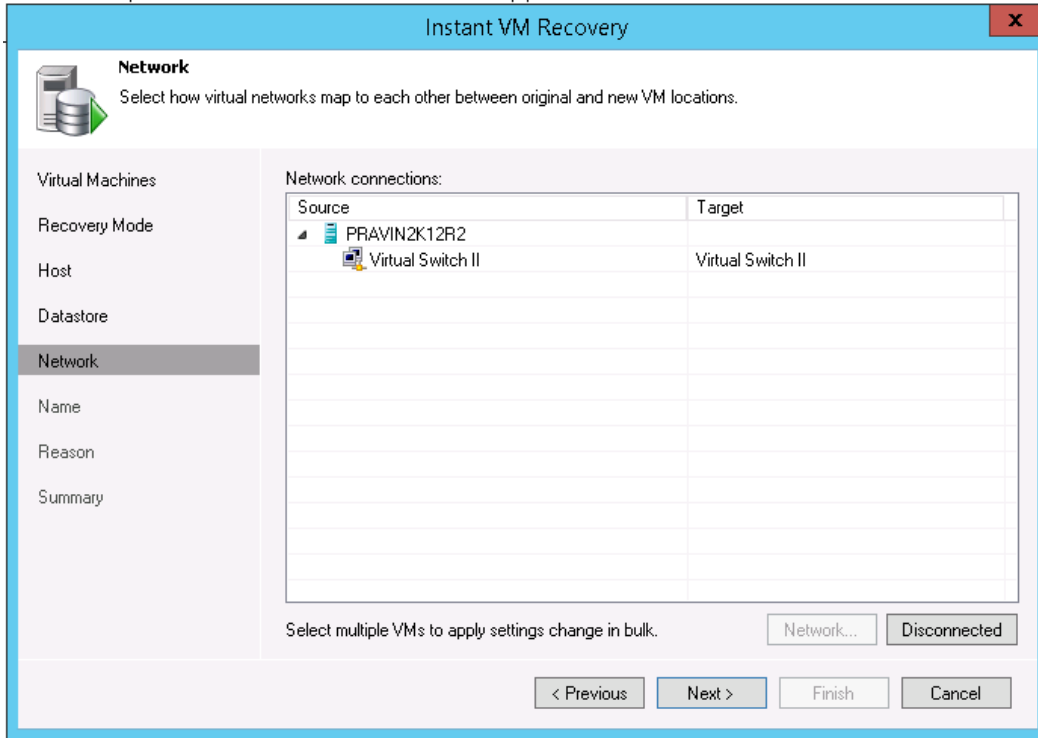 Instant VM Recovery
x
Network
Select how virtual networks map to each other between original and new VM locations.
Virtual Machines
Recovery Mode
Host
Datastore
Network
Name
Reason
Summary
Network connections:
Source Target
PRAVIN2K12R2
Virtual Switch II Virtual Switch II
Select multiple VMs to apply settings change in bulk.
Network... Disconnected
< Previous Next > Finish Cancel